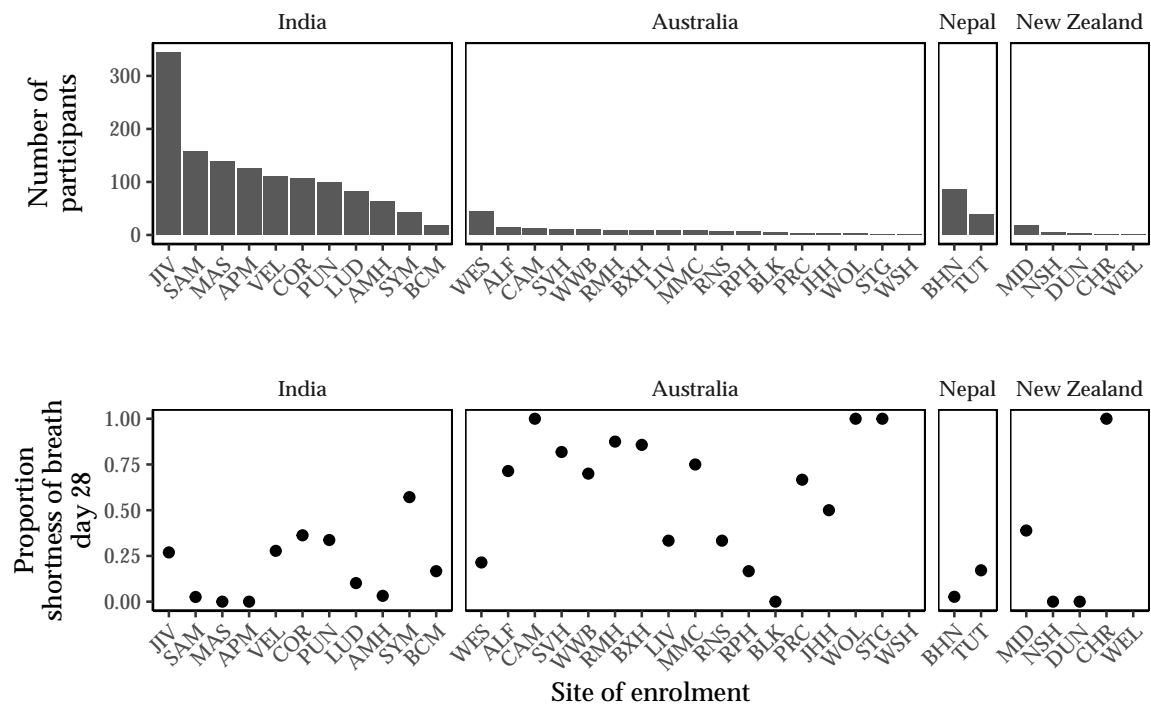 India Australia Nepal New Zealand
Number of
participants
300
200
100
0
JIV SAM MAS APM VEL COR PUN LUD AMH SYM BCM WES ALF CAM SVH WWB RMH BXH LIV MMC RNS RPH BLK PRC JHH WOL STG WSH BHN TUT MID NSH DUN CHR WEL
India Australia Nepal New Zealand
Proportion
shortness of breath
day 28
1.00
0.75
0.50
0.25
0.00
JIV SAM MAS APM VEL COR PUN LUD AMH SYM BCM WES ALF CAM SVH WWB RMH BXH LIV MMC RNS RPH BLK PRC JHH WOL STG WSH BHN TUT MID NSH DUN CHR WEL
Site of enrolment